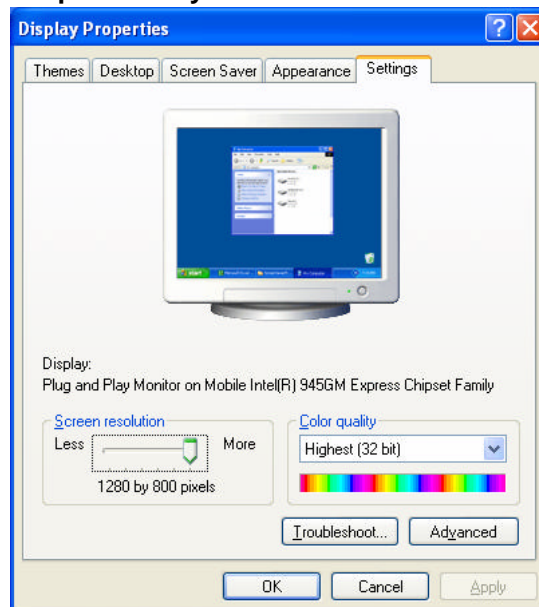 Display Properties
Themes Desktop Screen Saver Appearance Settings
start
Display:
Plug and Play Monitor on Mobile Intel(R) 945GM Express Chipset Family
Screen resolution
Less More
1280 by 800 pixels
Color quality
Highest (32 bit)
Troubleshoot... Advanced
OK Cancel Apply